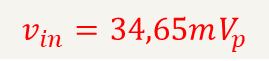 v_in = 34,65mV_p